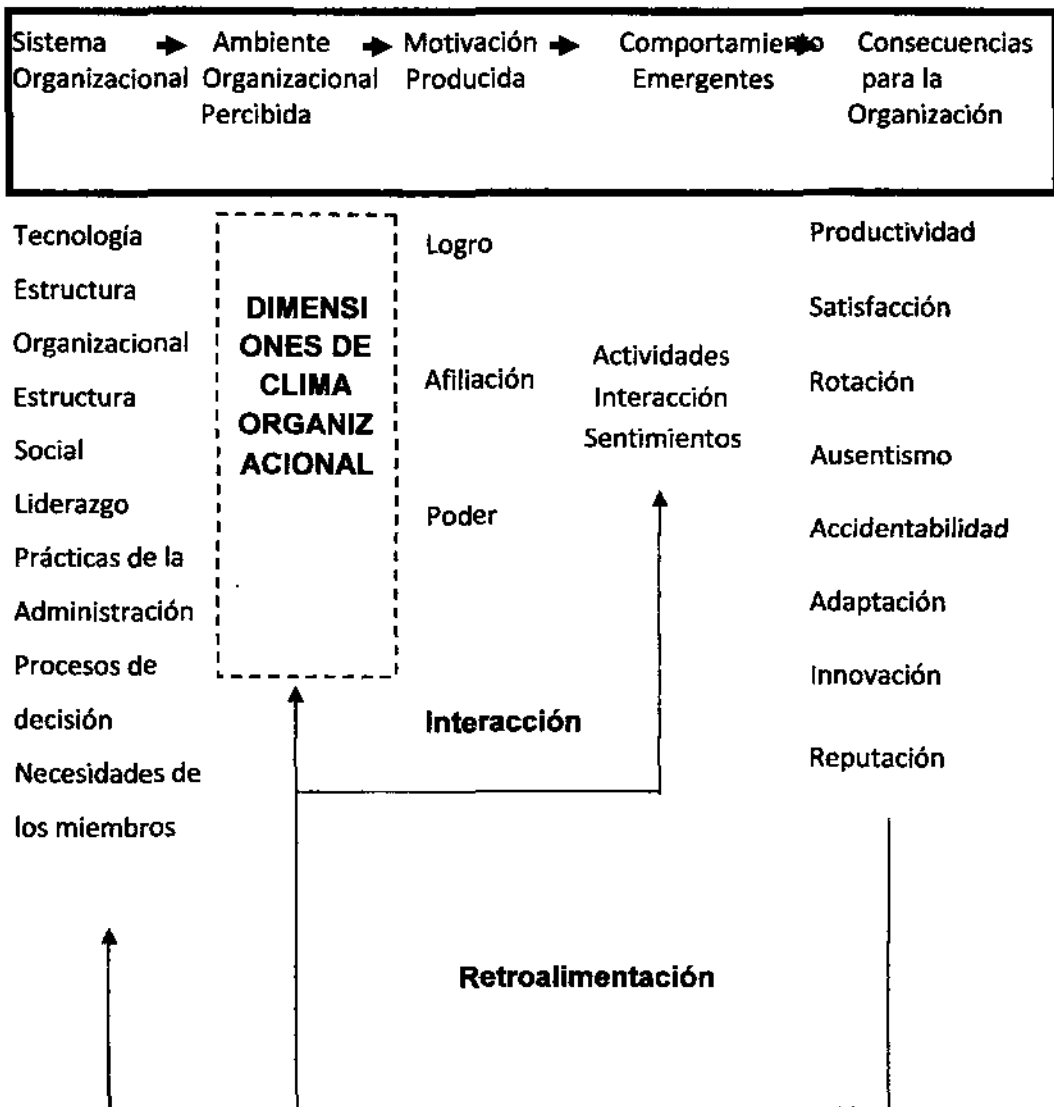 Sistema
Organizacional
Ambiente
Organizacional
Percibida
Motivación
Producida
Comportamiento
Emergentes
Consecuencias
para la
Organización
Tecnología
Estructura
Organizacional
Estructura
Social
Liderazgo
Prácticas de la
Administración
Procesos de
decisión
Necesidades de
los miembros
DIMENSI
ONES DE
CLIMA
ORGANIZ
ACIONAL
Logro
Afiliación
Poder
Actividades
Interacción
Sentimientos
Productividad
Satisfacción
Rotación
Ausentismo
Accidentabilidad
Adaptación
Innovación
Reputación
Interacción
Retroalimentación